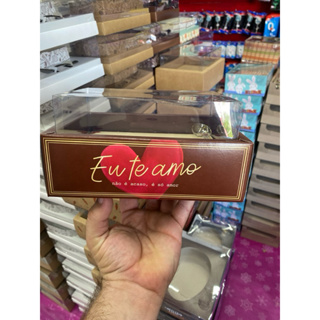 Eu te amo
não é acaso, é só amor